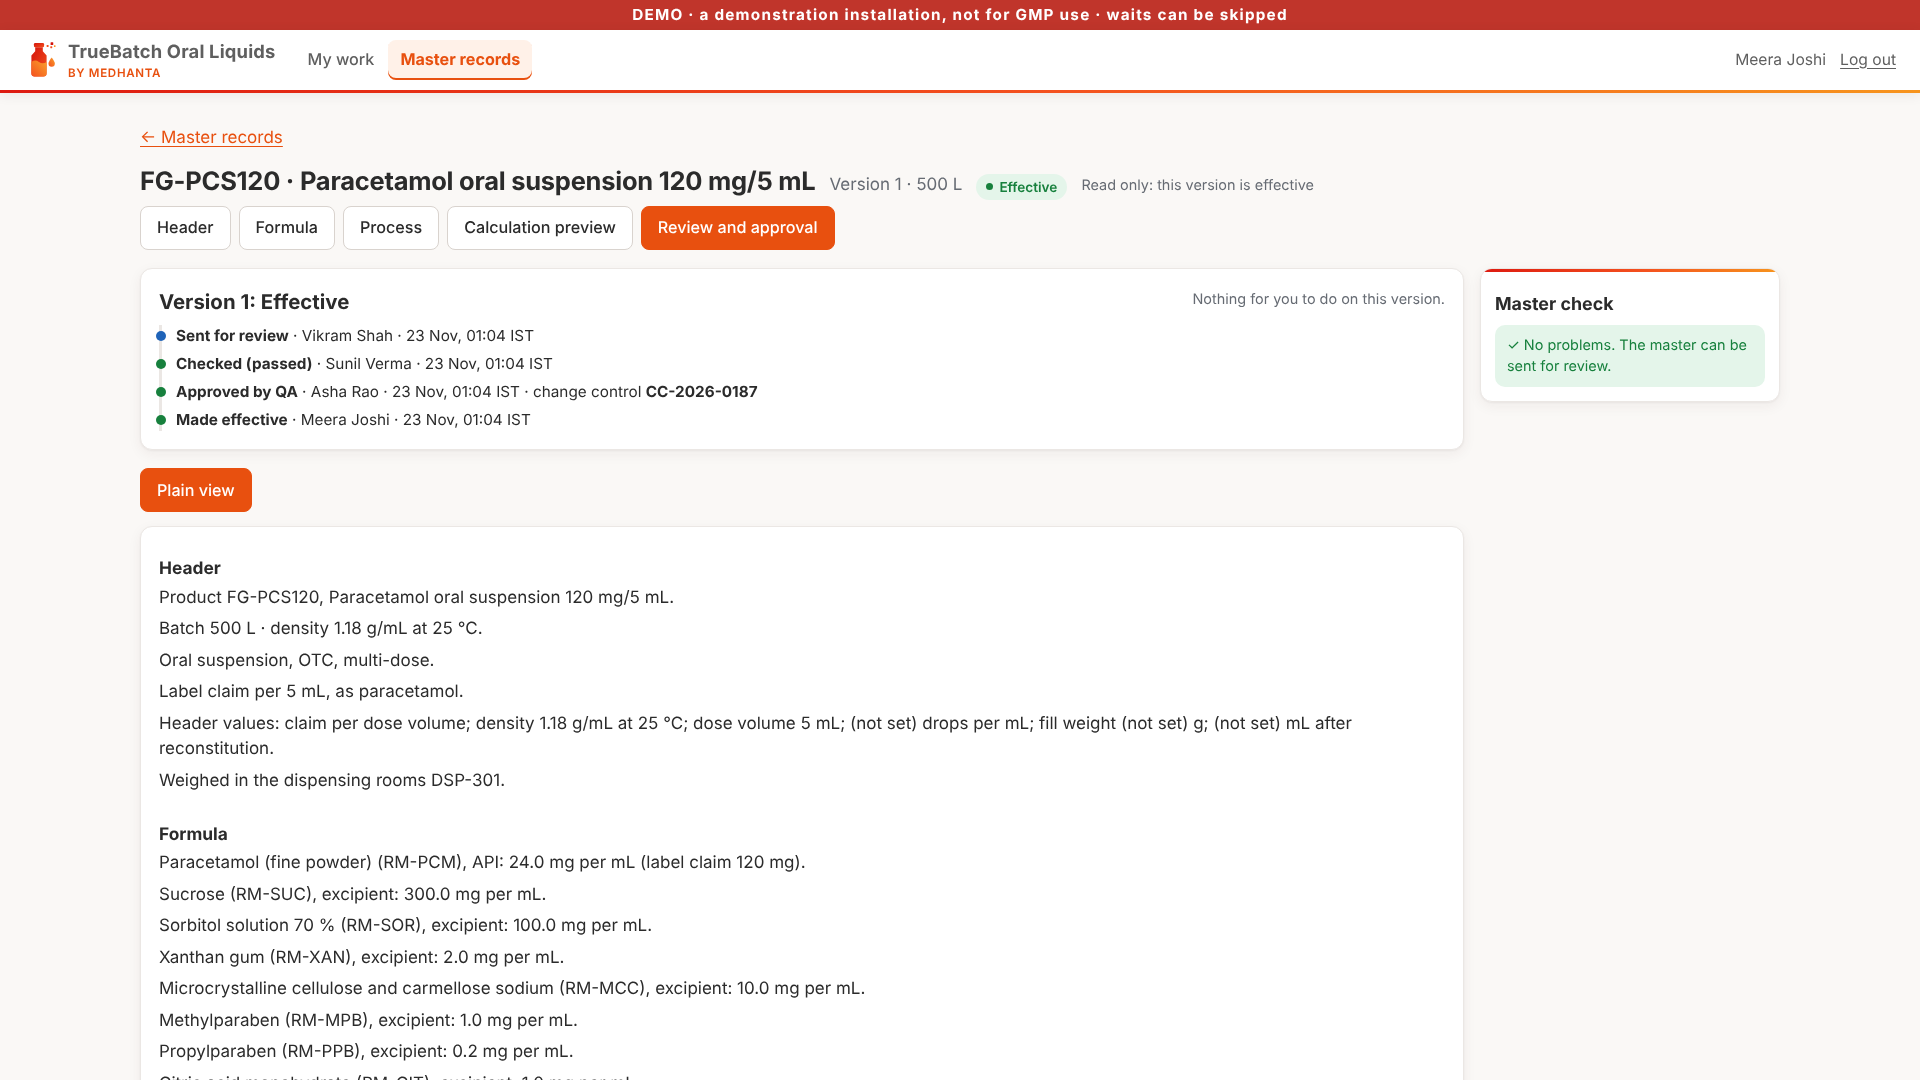 DEMO · a demonstration installation, not for GMP use · waits can be skipped
TrueBatch Oral Liquids
BY MEDHANTA
My work
Master records
Meera Joshi
Log out
← Master records
FG-PCS120 · Paracetamol oral suspension 120 mg/5 mL
Version 1 · 500 L
Effective
Read only: this version is effective
Header
Formula
Process
Calculation preview
Review and approval
Version 1: Effective
Nothing for you to do on this version.
Sent for review · Vikram Shah · 23 Nov, 01:04 IST
Checked (passed) · Sunil Verma · 23 Nov, 01:04 IST
Approved by QA · Asha Rao · 23 Nov, 01:04 IST · change control CC-2026-0187
Made effective · Meera Joshi · 23 Nov, 01:04 IST
Master check
✓ No problems. The master can be
sent for review.
Plain view
Header
Product FG-PCS120, Paracetamol oral suspension 120 mg/5 mL.
Batch 500 L · density 1.18 g/mL at 25 °C.
Oral suspension, OTC, multi-dose.
Label claim per 5 mL, as paracetamol.
Header values: claim per dose volume; density 1.18 g/mL at 25 °C; dose volume 5 mL; (not set) drops per mL; fill weight (not set) g; (not set) mL after
reconstitution.
Weighed in the dispensing rooms DSP-301.
Formula
Paracetamol (fine powder) (RM-PCM), API: 24.0 mg per mL (label claim 120 mg).
Sucrose (RM-SUC), excipient: 300.0 mg per mL.
Sorbitol solution 70 % (RM-SOR), excipient: 100.0 mg per mL.
Xanthan gum (RM-XAN), excipient: 2.0 mg per mL.
Microcrystalline cellulose and carmellose sodium (RM-MCC), excipient: 10.0 mg per mL.
Methylparaben (RM-MPB), excipient: 1.0 mg per mL.
Propylparaben (RM-PPB), excipient: 0.2 mg per mL.